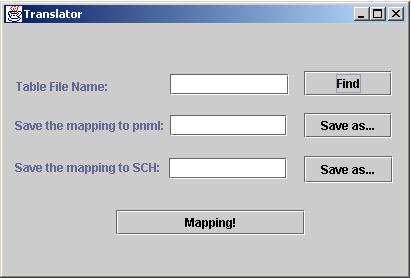 Translator
Table File Name: Find
Save the mapping to pnml: Save as...
Save the mapping to SCH: Save as...
Mapping!